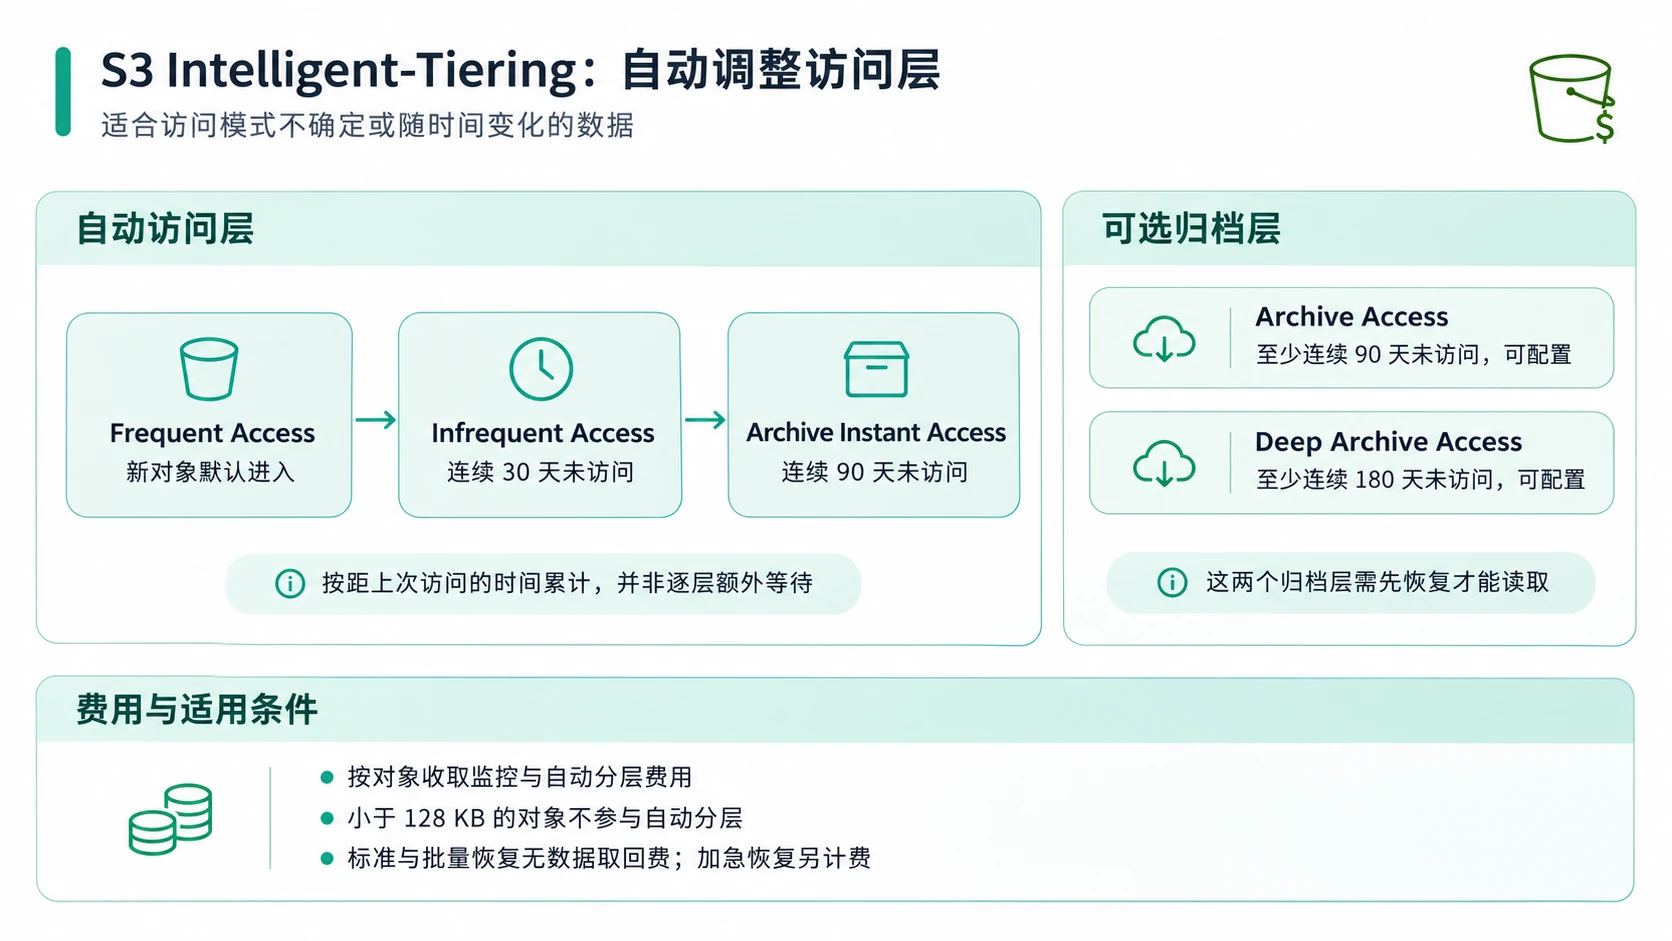 S3 Intelligent-Tiering：自动调整访问层
适合访问模式不确定或随时间变化的数据
$
自动访问层
Frequent Access
新对象默认进入
Infrequent Access
连续 30 天未访问
Archive Instant Access
连续 90 天未访问
按距上次访问的时间累计，并非逐层额外等待
可选归档层
Archive Access
至少连续 90 天未访问，可配置
Deep Archive Access
至少连续 180 天未访问，可配置
这两个归档层需先恢复才能读取
费用与适用条件
按对象收取监控与自动分层费用
小于 128 KB 的对象不参与自动分层
标准与批量恢复无数据取回费；加急恢复另计费